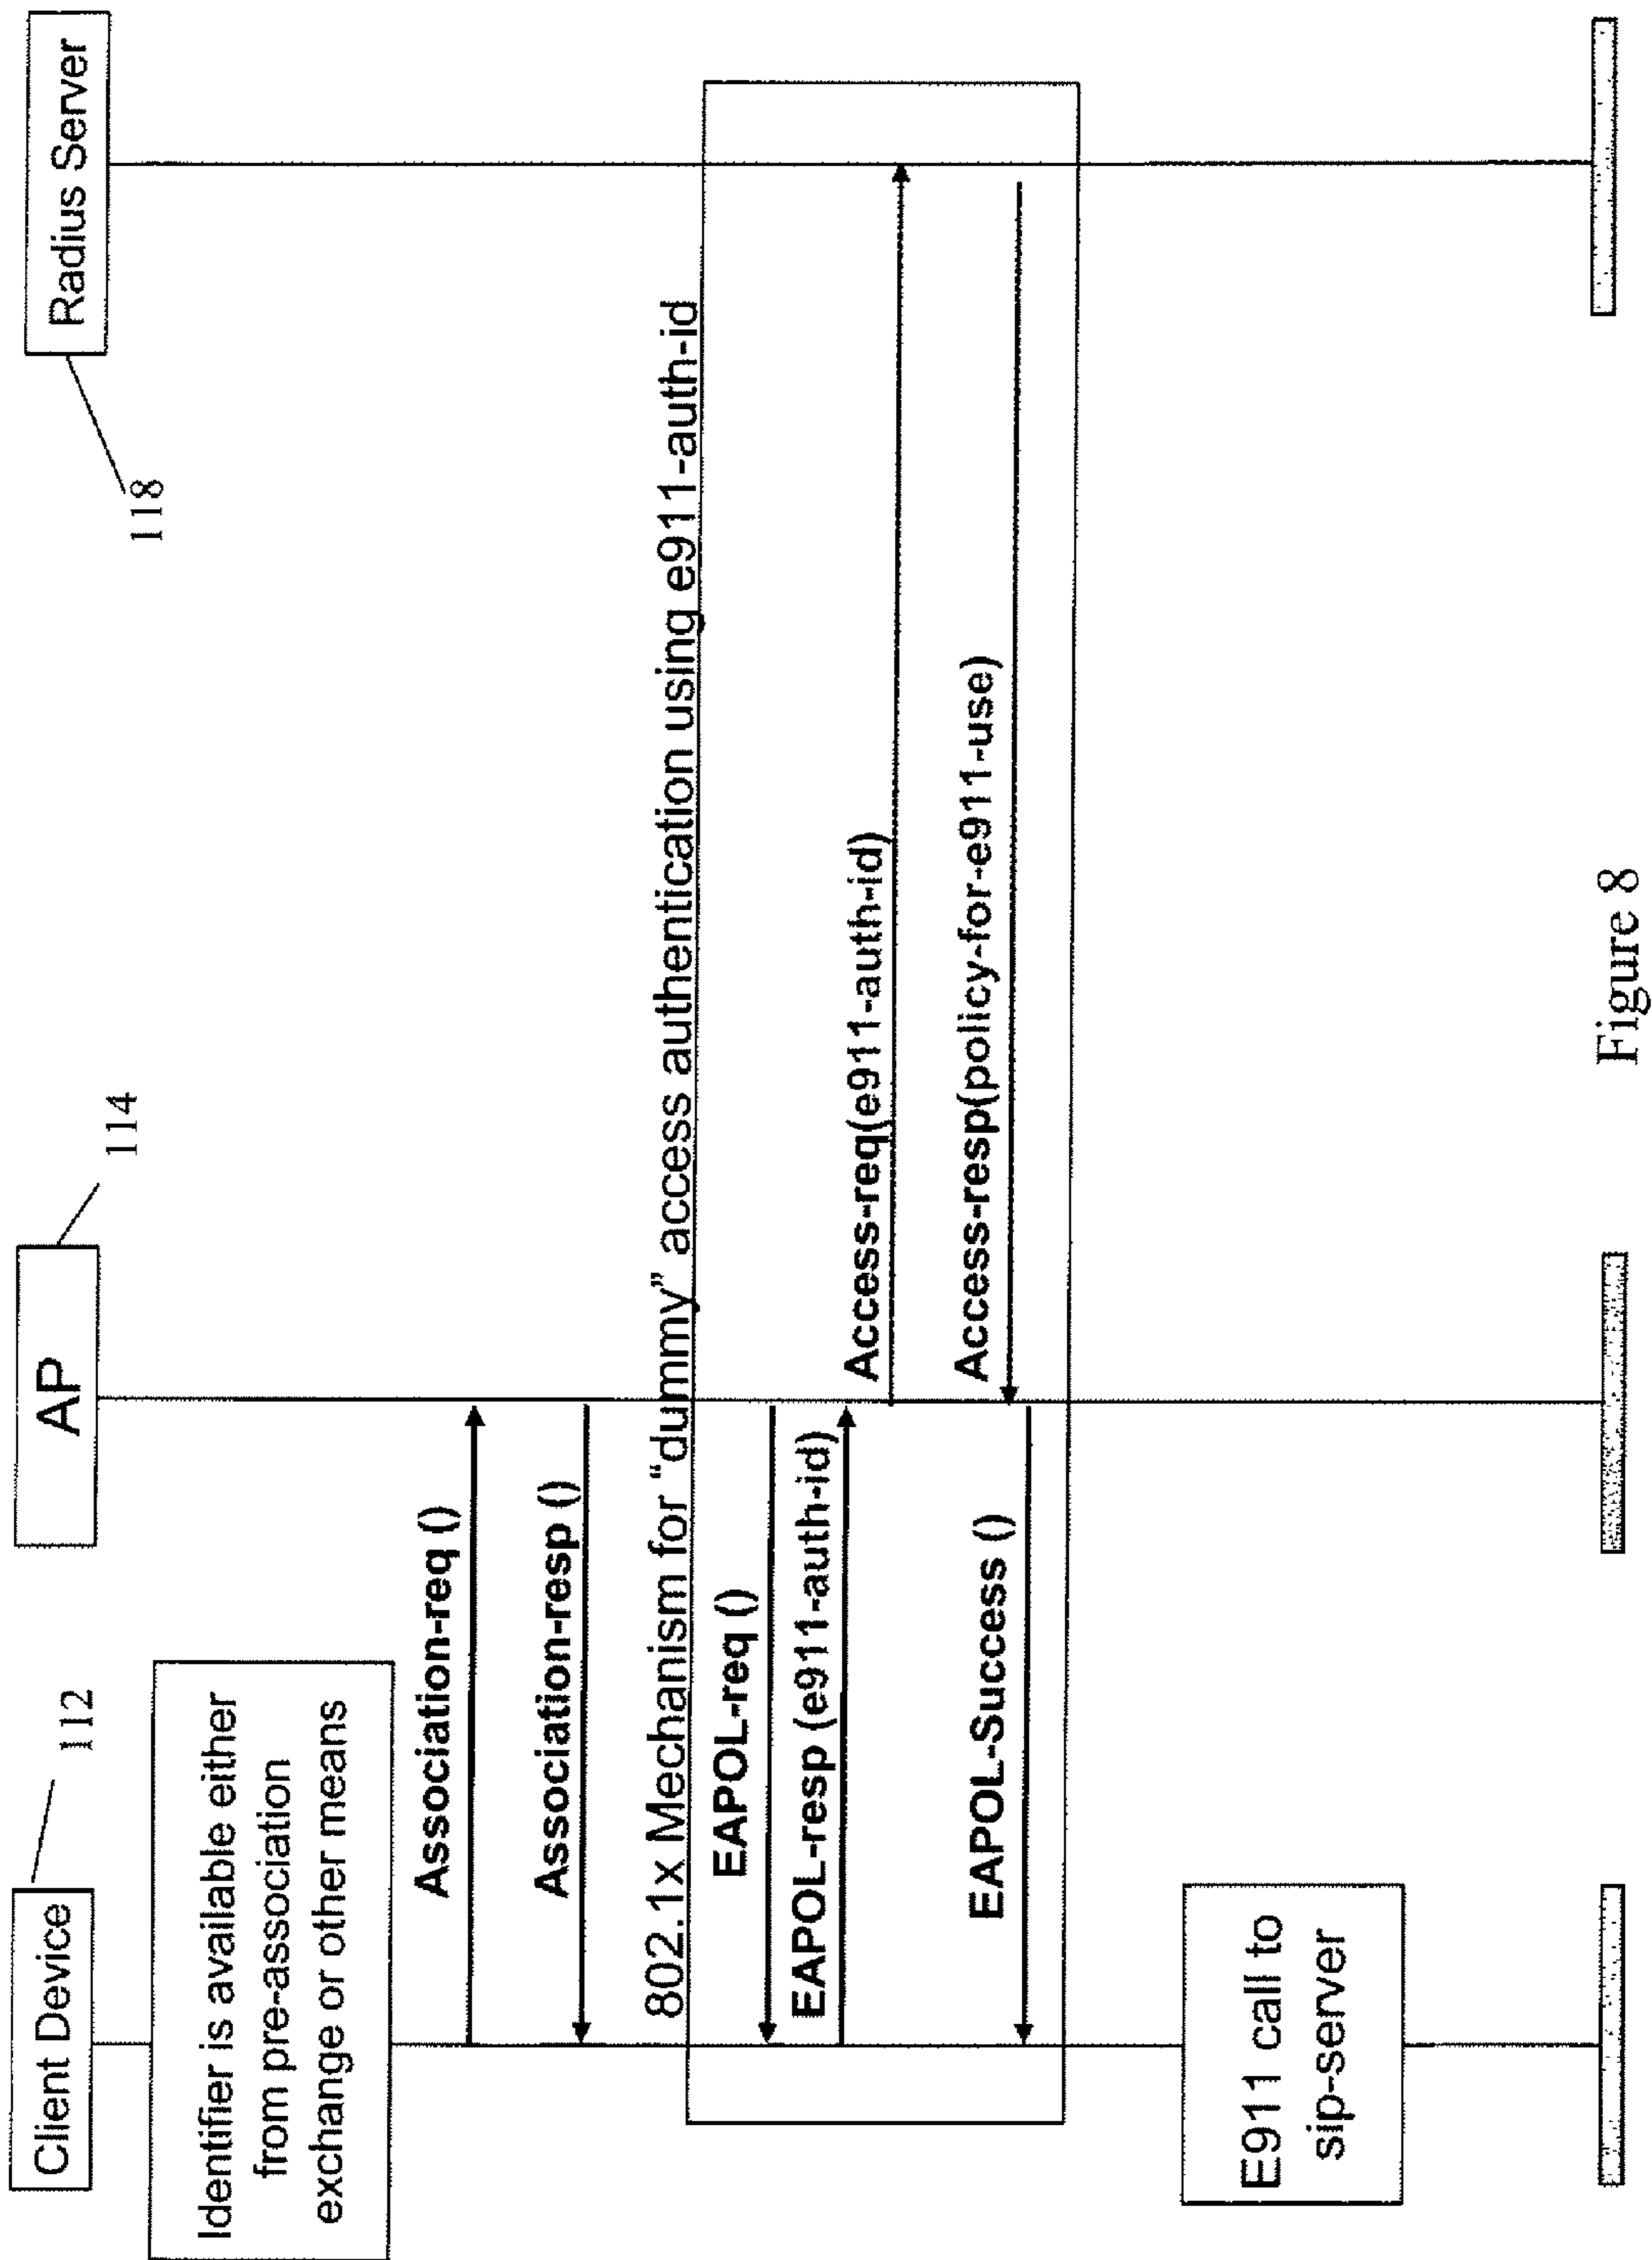 Client Device
112
AP
114
Radius Server
118
Identifier is available either
from pre-association
exchange or other means
Association-req ()
Association-resp ()
802.1x Mechanism for “dummy” access authentication using e911-auth-id
EAPOL-req ()
EAPOL-resp (e911-auth-id)
Access-req(e911-auth-id)
Access-resp(policy-for-e911-use)
EAPOL-Success ()
E911 call to
sip-server
Figure 8